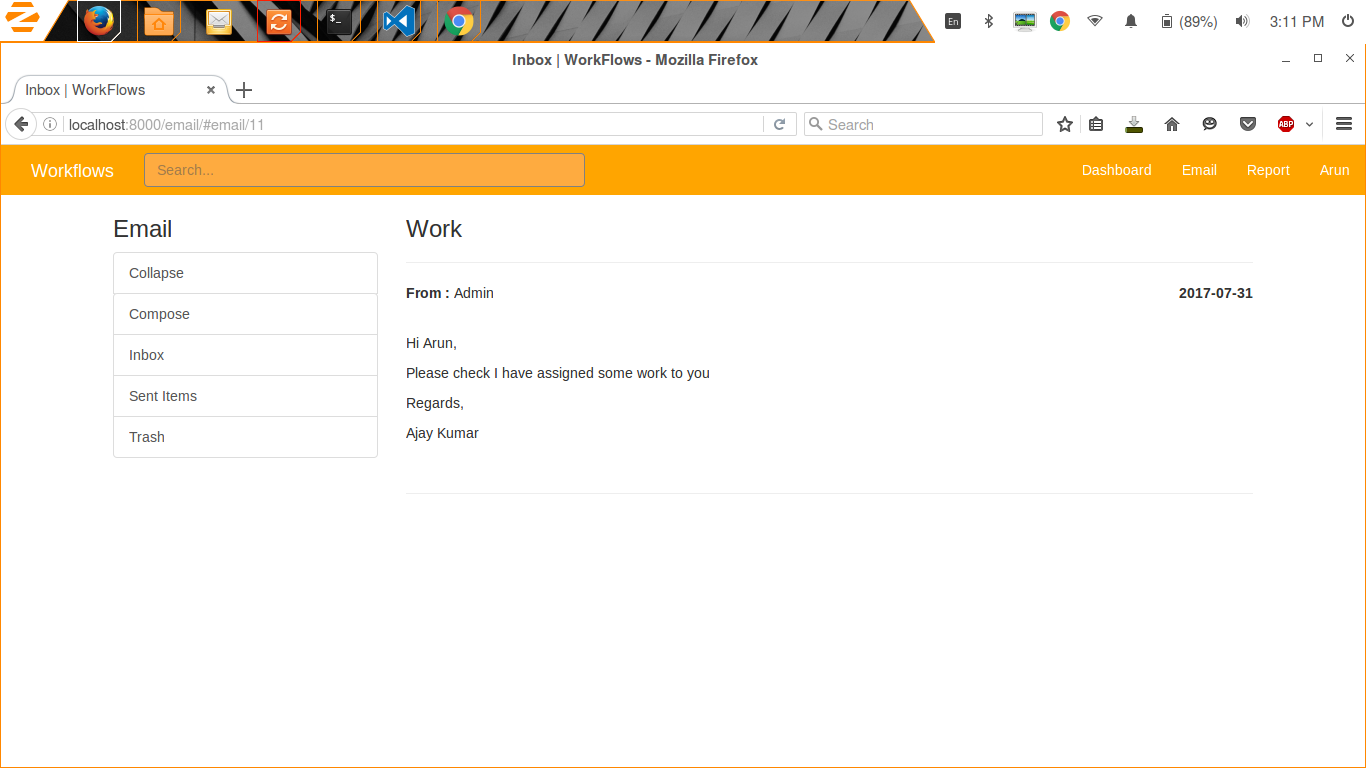 $_
En
(89%)
3:11 PM
Inbox | WorkFlows - Mozilla Firefox
Inbox | WorkFlows
localhost:8000/email/#email/11
Search
ABP
Workflows
Search...
Dashboard
Email
Report
Arun
Email
Collapse
Compose
Inbox
Sent Items
Trash
Work
From : Admin
2017-07-31
Hi Arun,
Please check I have assigned some work to you
Regards,
Ajay Kumar